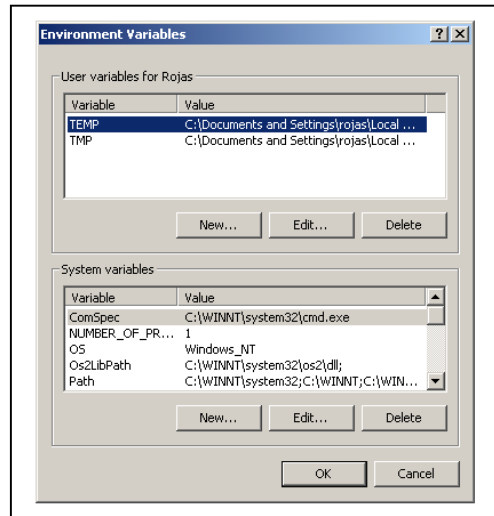 Environment Variables
User variables for Rojas
Variable Value
TEMP C:\Documents and Settings\rojas\Local ...
TMP C:\Documents and Settings\rojas\Local ...
New... Edit... Delete
System variables
Variable Value
ComSpec C:\WINNT\system32\cmd.exe
NUMBER_OF_PR... 1
OS Windows_NT
Os2LibPath C:\WINNT\system32\os2\dll;
Path C:\WINNT\system32;C:\WINNT;C:\WIN...
New... Edit... Delete
OK Cancel